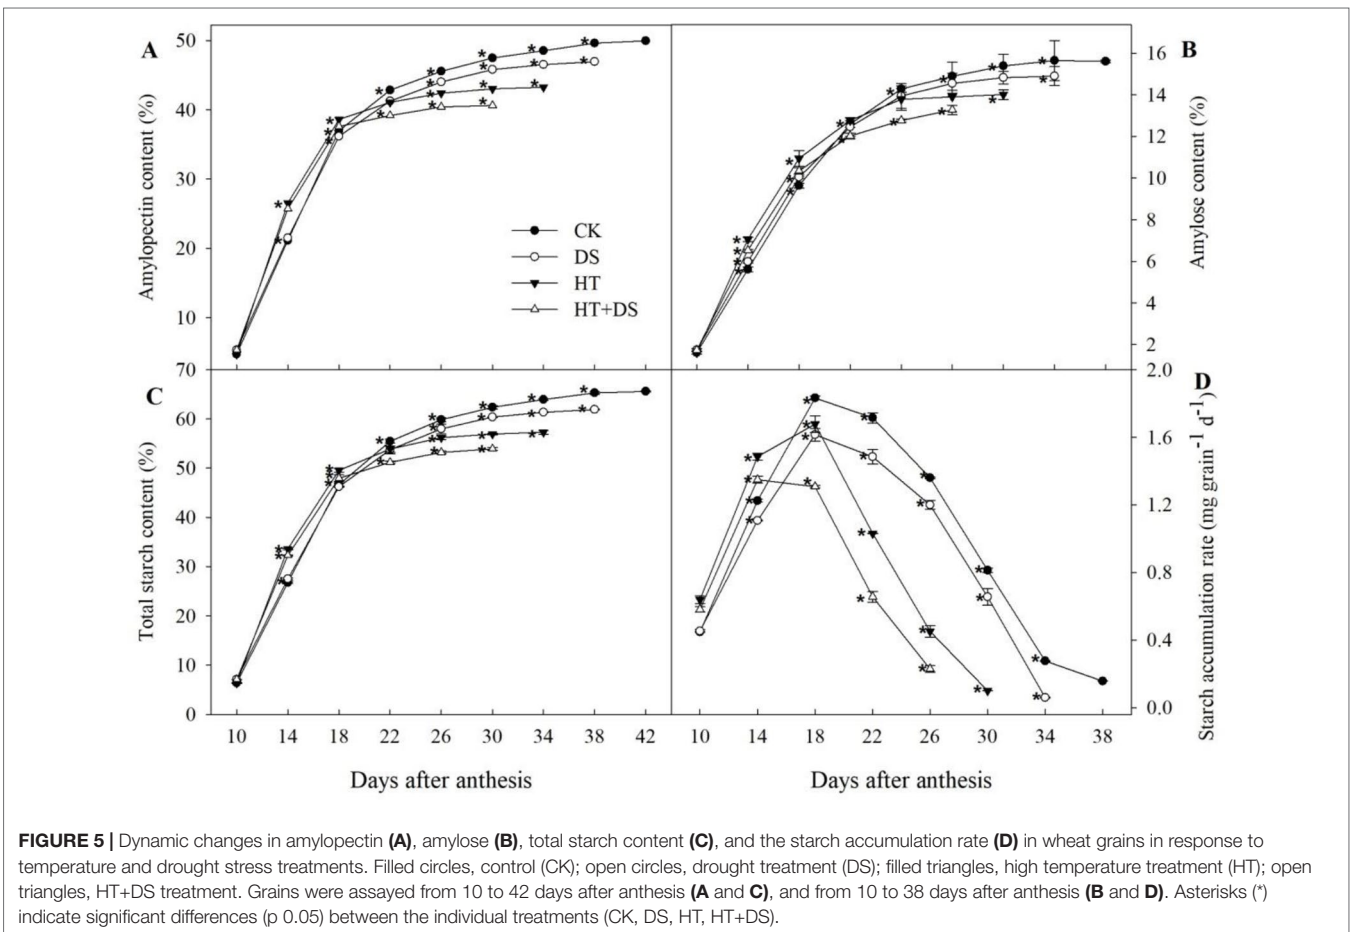 A
Amylopectin content (%)
50
40
30
20
10
CK
DS
HT
HT+DS
B
Amylose content (%)
16
14
12
10
8
6
4
2
C
Total starch content (%)
70
60
50
40
30
20
10
0
10 14 18 22 26 30 34 38 42
Days after anthesis
D
Starch accumulation rate (mg grain-1 d-1)
2.0
1.6
1.2
0.8
0.4
0.0
10 14 18 22 26 30 34 38
Days after anthesis
FIGURE 5 | Dynamic changes in amylopectin (A), amylose (B), total starch content (C), and the starch accumulation rate (D) in wheat grains in response to
temperature and drought stress treatments. Filled circles, control (CK); open circles, drought treatment (DS); filled triangles, high temperature treatment (HT); open
triangles, HT+DS treatment. Grains were assayed from 10 to 42 days after anthesis (A and C), and from 10 to 38 days after anthesis (B and D). Asterisks (*)
indicate significant differences (p 0.05) between the individual treatments (CK, DS, HT, HT+DS).